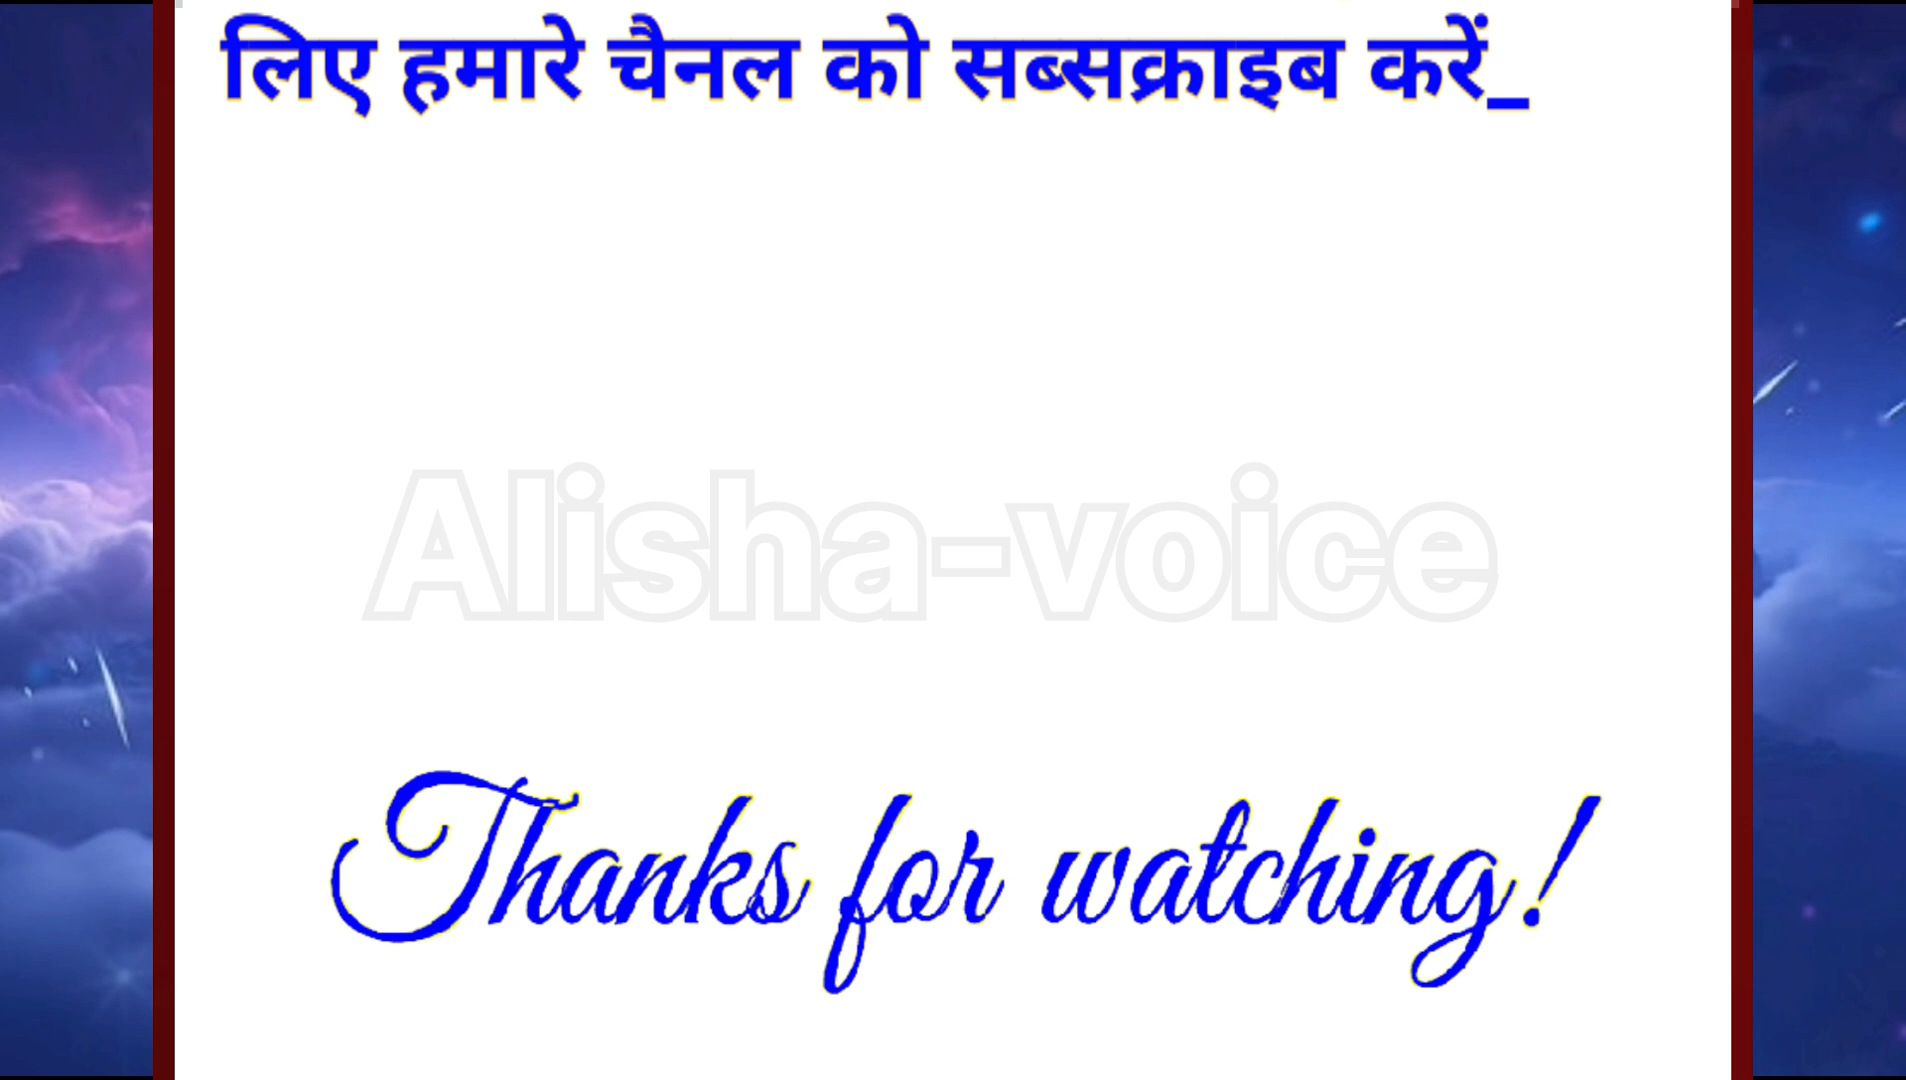 लिए हमारे चैनल को सब्सक्राइब करें_
Alisha-voice
Thanks for watching!